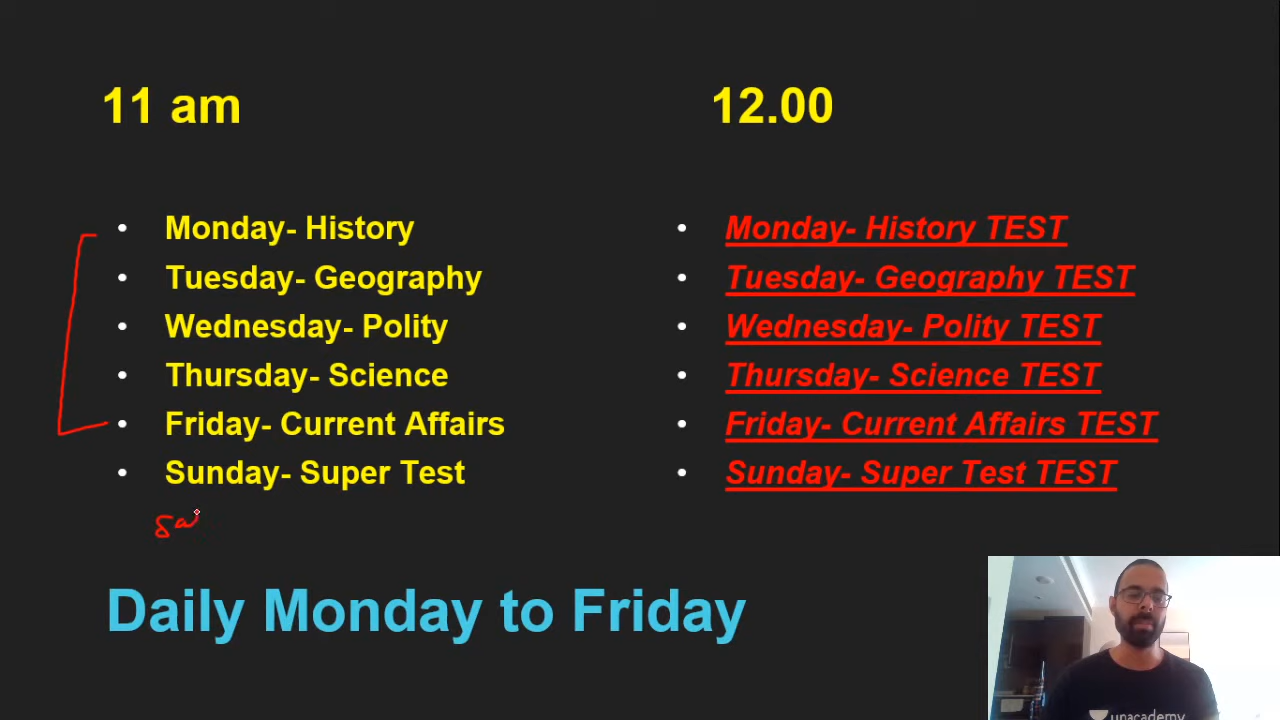 11 am
12.00
• Monday- History
• Tuesday- Geography
• Wednesday- Polity
• Thursday- Science
• Friday- Current Affairs
• Sunday- Super Test
• Monday- History TEST
• Tuesday- Geography TEST
• Wednesday- Polity TEST
• Thursday- Science TEST
• Friday- Current Affairs TEST
• Sunday- Super Test TEST
Daily Monday to Friday
unacademy